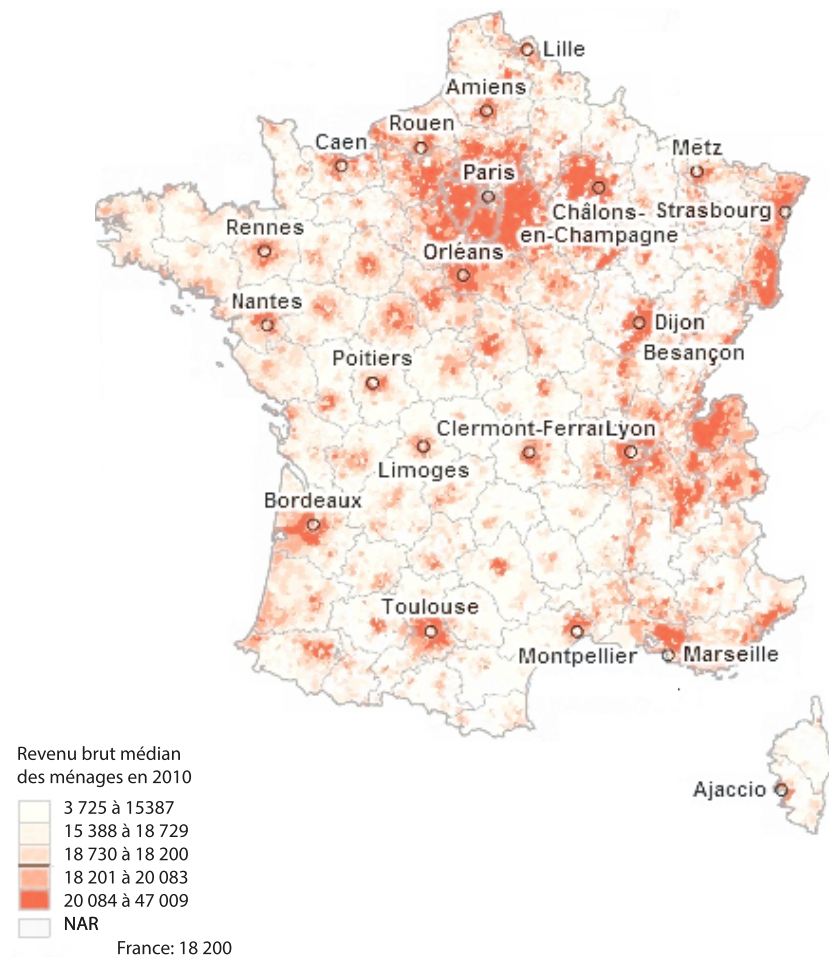 Lille
Amiens
Rouen
Caen
Metz
Paris
Châlons-
en-Champagne
Strasbourg
Rennes
Orléans
Nantes
Dijon
Besançon
Poitiers
Clermont-Ferrai
Lyon
Limoges
Bordeaux
Toulouse
Montpellier
Marseille
Ajaccio
Revenu brut médian
des ménages en 2010
3 725 à 15387
15 388 à 18 729
18 730 à 18 200
18 201 à 20 083
20 084 à 47 009
NAR
France: 18 200